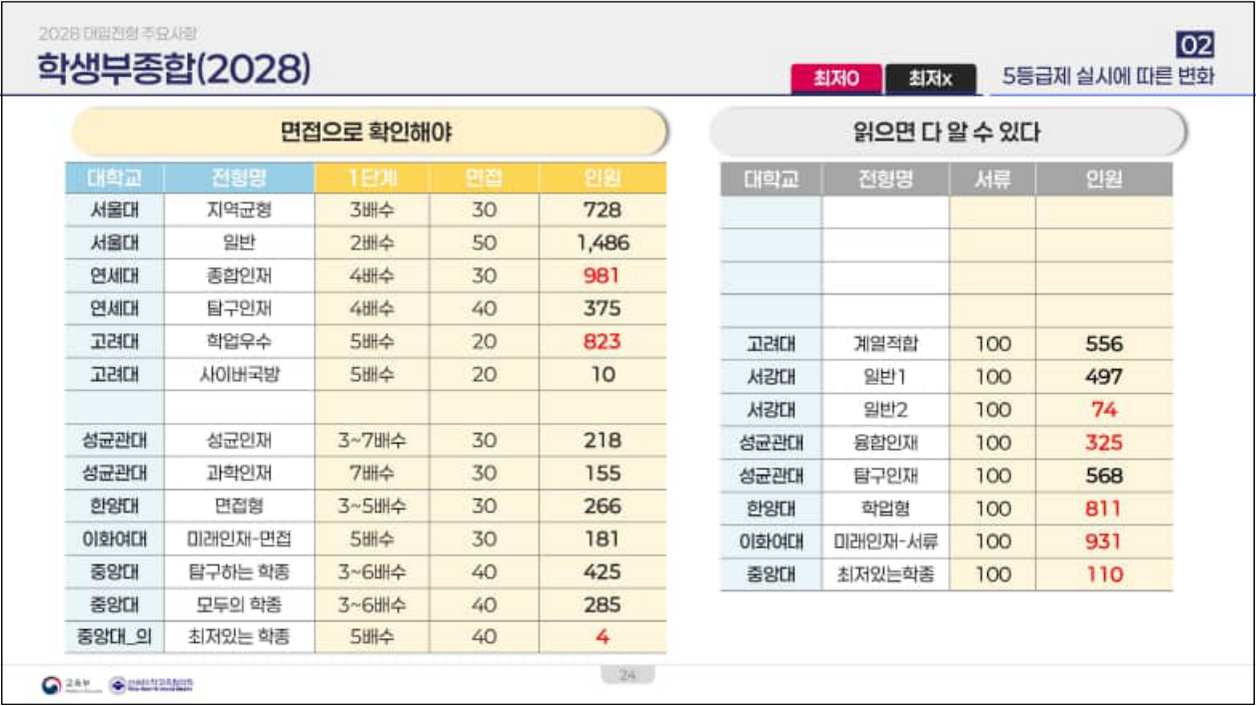 2028 대입전형 주요사항
학생부종합(2028)
02
최저O 최저x 5등급제 실시에 따른 변화
면접으로 확인해야
대학교 전형명 1단계 면접 인원
서울대 지역균형 3배수 30 728
서울대 일반 2배수 50 1,486
연세대 종합인재 4배수 30 981
연세대 탐구인재 4배수 40 375
고려대 학업우수 5배수 20 823
고려대 사이버국방 5배수 20 10
성균관대 성균인재 3~7배수 30 218
성균관대 과학인재 7배수 30 155
한양대 면접형 3~5배수 30 266
이화여대 미래인재-면접 5배수 30 181
중앙대 탐구하는 학종 3~6배수 40 425
중앙대 모두의 학종 3~6배수 40 285
중앙대_의 최저있는 학종 5배수 40 4
읽으면 다 알 수 있다
대학교 전형명 서류 인원
고려대 계열적합 100 556
서강대 일반1 100 497
서강대 일반2 100 74
성균관대 융합인재 100 325
성균관대 탐구인재 100 568
한양대 학업형 100 811
이화여대 미래인재-서류 100 931
중앙대 최저있는학종 100 110
교육부
24